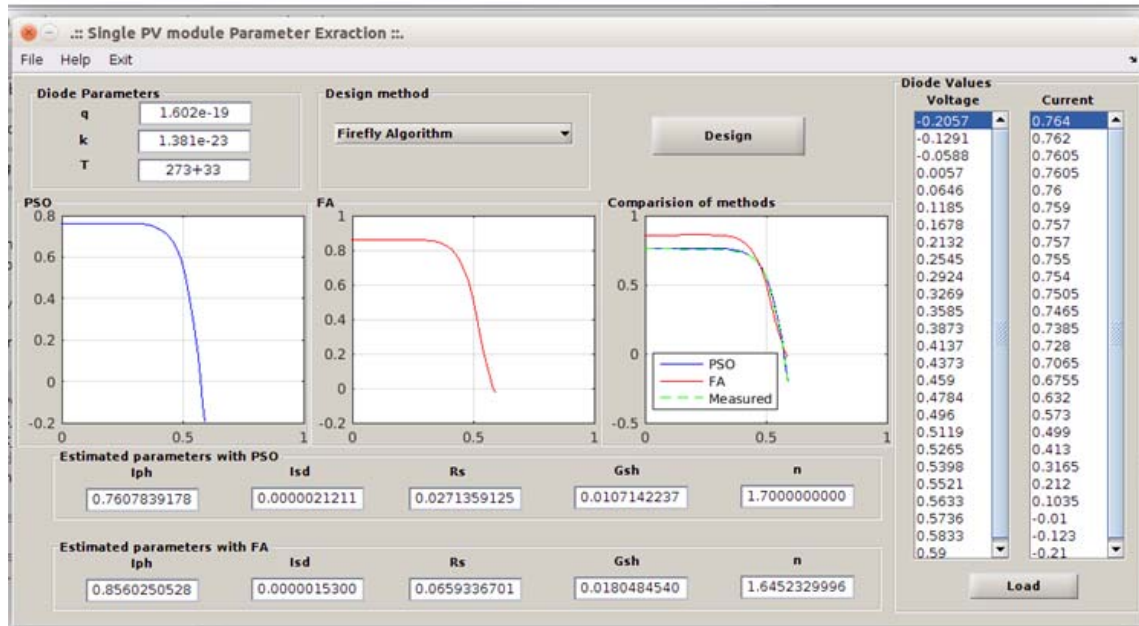 .:: Single PV module Parameter Exraction ::.
File Help Exit
Diode Parameters
q 1.602e-19
k 1.381e-23
T 273+33
Design method
Firefly Algorithm
Design
Diode Values
Voltage Current
-0.2057 0.764
-0.1291 0.762
-0.0588 0.7605
0.0057 0.7605
0.0646 0.76
0.1185 0.759
0.1678 0.757
0.2132 0.757
0.2545 0.755
0.2924 0.754
0.3269 0.7505
0.3585 0.7465
0.3873 0.7385
0.4137 0.728
0.4373 0.7065
0.459 0.6755
0.4784 0.632
0.496 0.573
0.5119 0.499
0.5265 0.413
0.5398 0.3165
0.5521 0.212
0.5633 0.1035
0.5736 -0.01
0.5833 -0.123
0.59 -0.21
Load
PSO
0.8
0.6
0.4
0.2
0
-0.2
0 0.5 1
FA
1
0.8
0.6
0.4
0.2
0
-0.2
0 0.5 1
Comparision of methods
1
0.5
0
-0.5
0 0.5 1
PSO
FA
Measured
Estimated parameters with PSO
Iph Isd Rs Gsh n
0.7607839178 0.0000021211 0.0271359125 0.0107142237 1.7000000000
Estimated parameters with FA
Iph Isd Rs Gsh n
0.8560250528 0.0000015300 0.0659336701 0.0180484540 1.6452329996